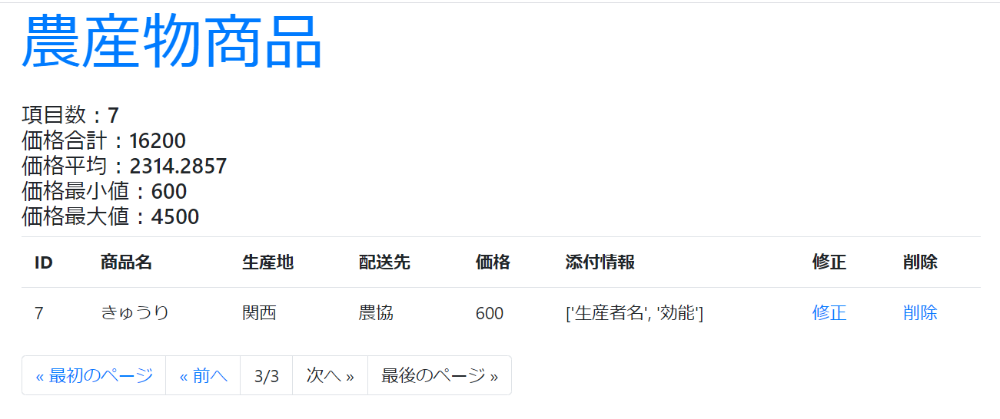 農産物商品
項目数：7
価格合計：16200
価格平均：2314.2857
価格最小値：600
価格最大値：4500
ID 商品名 生産地 配送先 価格 添付情報 修正 削除
7 きゅうり 関西 農協 600 ['生産者名', '効能'] 修正 削除
« 最初のページ « 前へ 3/3 次へ » 最後のページ »